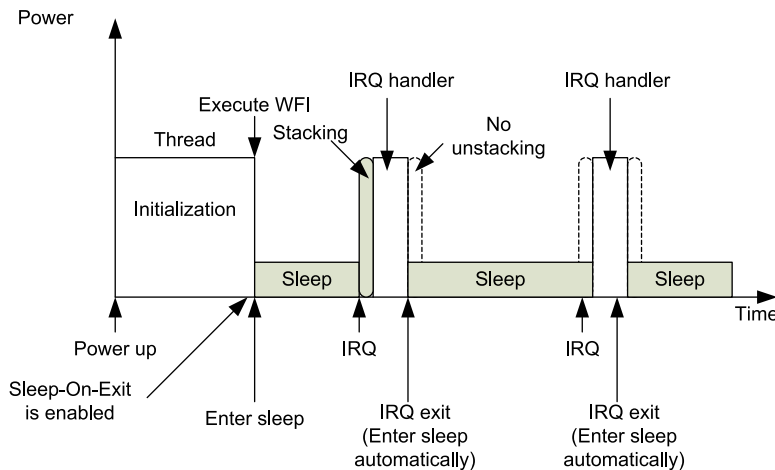 Power
IRQ handler
IRQ handler
Execute WFI
Thread
Stacking
No
unstacking
Initialization
Sleep
Sleep
Sleep
Time
Power up
IRQ
IRQ
Sleep-On-Exit
is enabled
Enter sleep
IRQ exit
(Enter sleep
automatically)
IRQ exit
(Enter sleep
automatically)